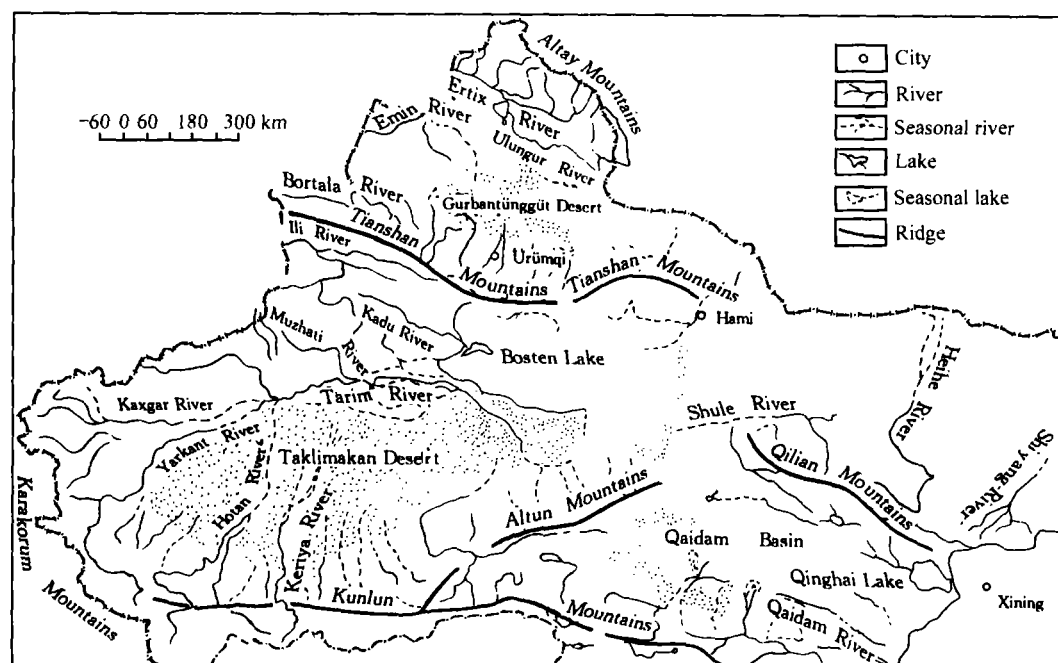 Altay Mountains
City
River
Seasonal river
Lake
Seasonal lake
Ridge
-60 0 60 180 300 km
Ertix River
Emin River
Ulungur River
Bortala River
Gurbantünggüt Desert
Ili River
Tianshan Mountains
Ürümqi
Tianshan Mountains
Hami
Muzhati River
Kadu River
Bosten Lake
Heihe River
Kaxgar River
Tarim River
Shule River
Shiyang River
Yarkant River
Taklimakan Desert
Qilian Mountains
Hotan River
Keriya River
Altun Mountains
Karakorum Mountains
Qaidam Basin
Qinghai Lake
Xining
Kunlun Mountains
Qaidam River